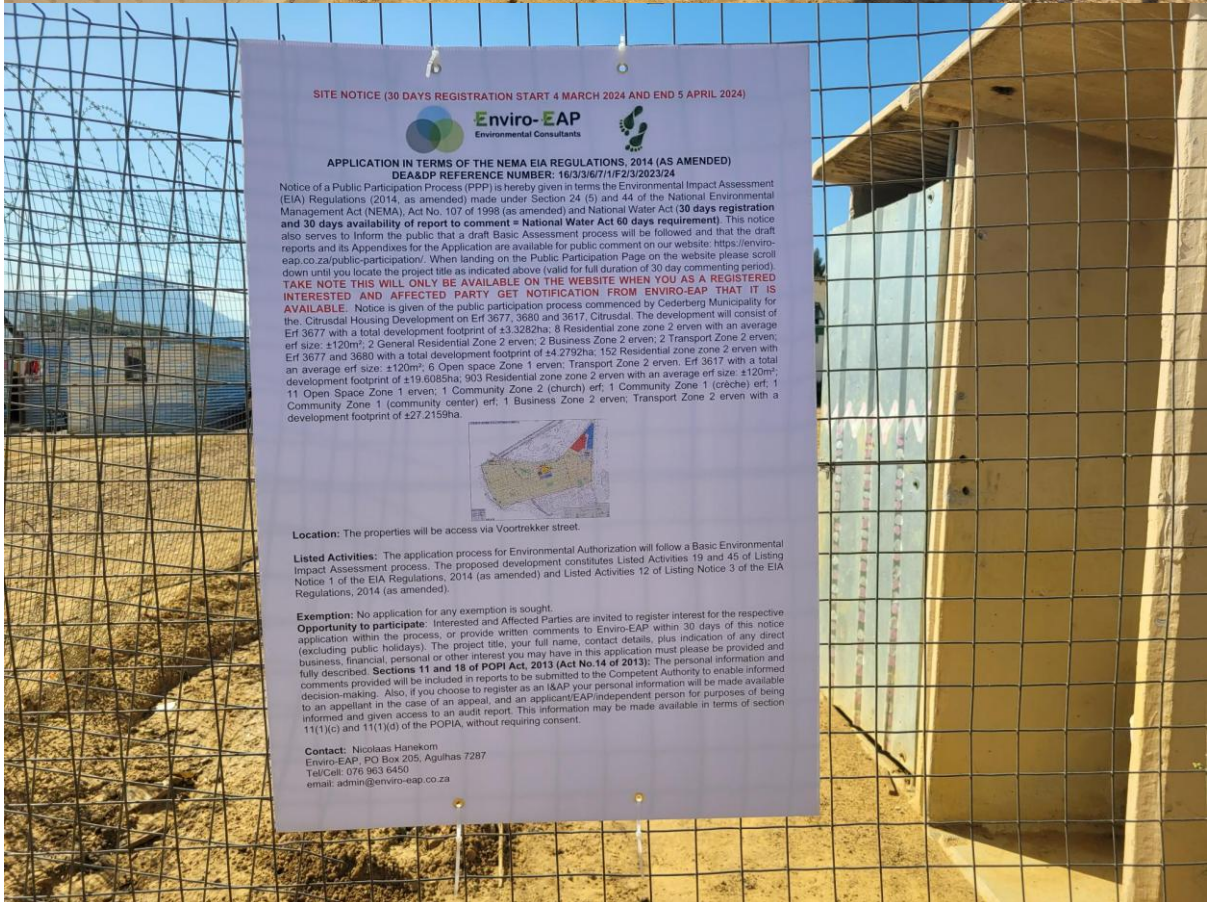 SITE NOTICE (30 DAYS REGISTRATION START 4 MARCH 2024 AND END 5 APRIL 2024)
Enviro-EAP
Environmental Consultants
APPLICATION IN TERMS OF THE NEMA EIA REGULATIONS, 2014 (AS AMENDED)
DEA&DP REFERENCE NUMBER: 16/3/3/6/7/1/F2/3/2023/24
Notice of a Public Participation Process (PPP) is hereby given in terms the Environmental Impact Assessment
(EIA) Regulations (2014, as amended) made under Section 24 (5) and 44 of the National Environmental
Management Act (NEMA), Act No. 107 of 1998 (as amended) and National Water Act (30 days registration
and 30 days availability of report to comment = National Water Act 60 days requirement). This notice
also serves to Inform the public that a draft Basic Assessment process will be followed and that the draft
reports and its Appendixes for the Application are available for public comment on our website: https://enviro-
eap.co.za/public-participation/. When landing on the Public Participation Page on the website please scroll
down until you locate the project title as indicated above (valid for full duration of 30 day commenting period).
TAKE NOTE THIS WILL ONLY BE AVAILABLE ON THE WEBSITE WHEN YOU AS A REGISTERED
INTERESTED AND AFFECTED PARTY GET NOTIFICATION FROM ENVIRO-EAP THAT IT IS
AVAILABLE. Notice is given of the public participation process commenced by Cederberg Municipality for
the. Citrusdal Housing Development on Erf 3677, 3680 and 3617, Citrusdal. The development will consist of
Erf 3677 with a total development footprint of ±3.3282ha; 8 Residential zone zone 2 erven with an average
erf size: ±120m²; 2 General Residential Zone 2 erven; 2 Business Zone 2 erven; 2 Transport Zone 2 erven;
Erf 3677 and 3680 with a total development footprint of ±4.2792ha; 152 Residential zone zone 2 erven with
an average erf size: ±120m²; 6 Open space Zone 1 erven; Transport Zone 2 erven. Erf 3617 with a total
development footprint of ±19.6085ha; 903 Residential zone zone 2 erven with an average erf size: ±120m²;
11 Open Space Zone 1 erven; 1 Community Zone 2 (church) erf; 1 Community Zone 1 (crèche) erf; 1
Community Zone 1 (community center) erf; 1 Business Zone 2 erven; Transport Zone 2 erven with a
development footprint of ±27.2159ha.
Location: The properties will be access via Voortrekker street.
Listed Activities: The application process for Environmental Authorization will follow a Basic Environmental
Impact Assessment process. The proposed development constitutes Listed Activities 19 and 45 of Listing
Notice 1 of the EIA Regulations, 2014 (as amended) and Listed Activities 12 of Listing Notice 3 of the EIA
Regulations, 2014 (as amended).
Exemption: No application for any exemption is sought.
Opportunity to participate: Interested and Affected Parties are invited to register interest for the respective
application within the process, or provide written comments to Enviro-EAP within 30 days of this notice
(excluding public holidays). The project title, your full name, contact details, plus indication of any direct
business, financial, personal or other interest you may have in this application must please be provided and
fully described. Sections 11 and 18 of POPI Act, 2013 (Act No.14 of 2013): The personal information and
comments provided will be included in reports to be submitted to the Competent Authority to enable informed
decision-making. Also, if you choose to register as an I&AP your personal information will be made available
to an appellant in the case of an appeal, and an applicant/EAP/independent person for purposes of being
informed and given access to an audit report. This information may be made available in terms of section
11(1)(c) and 11(1)(d) of the POPIA, without requiring consent.
Contact: Nicolaas Hanekom
Enviro-EAP, PO Box 205, Agulhas 7287
Tel/Cell: 076 963 6450
email: admin@enviro-eap.co.za